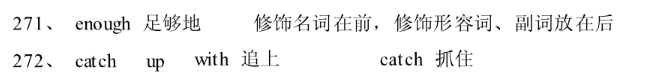 271、 enough 足够地 修饰名词在前，修饰形容词、副词放在后
272、 catch up with 追上 catch 抓住